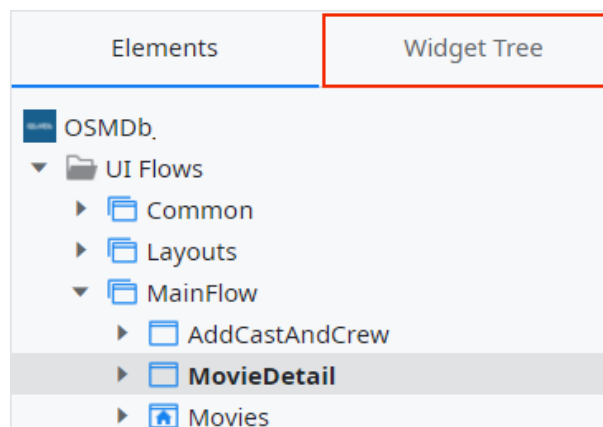 Elements Widget Tree
OSMDb
UI Flows
Common
Layouts
MainFlow
AddCastAndCrew
MovieDetail
Movies